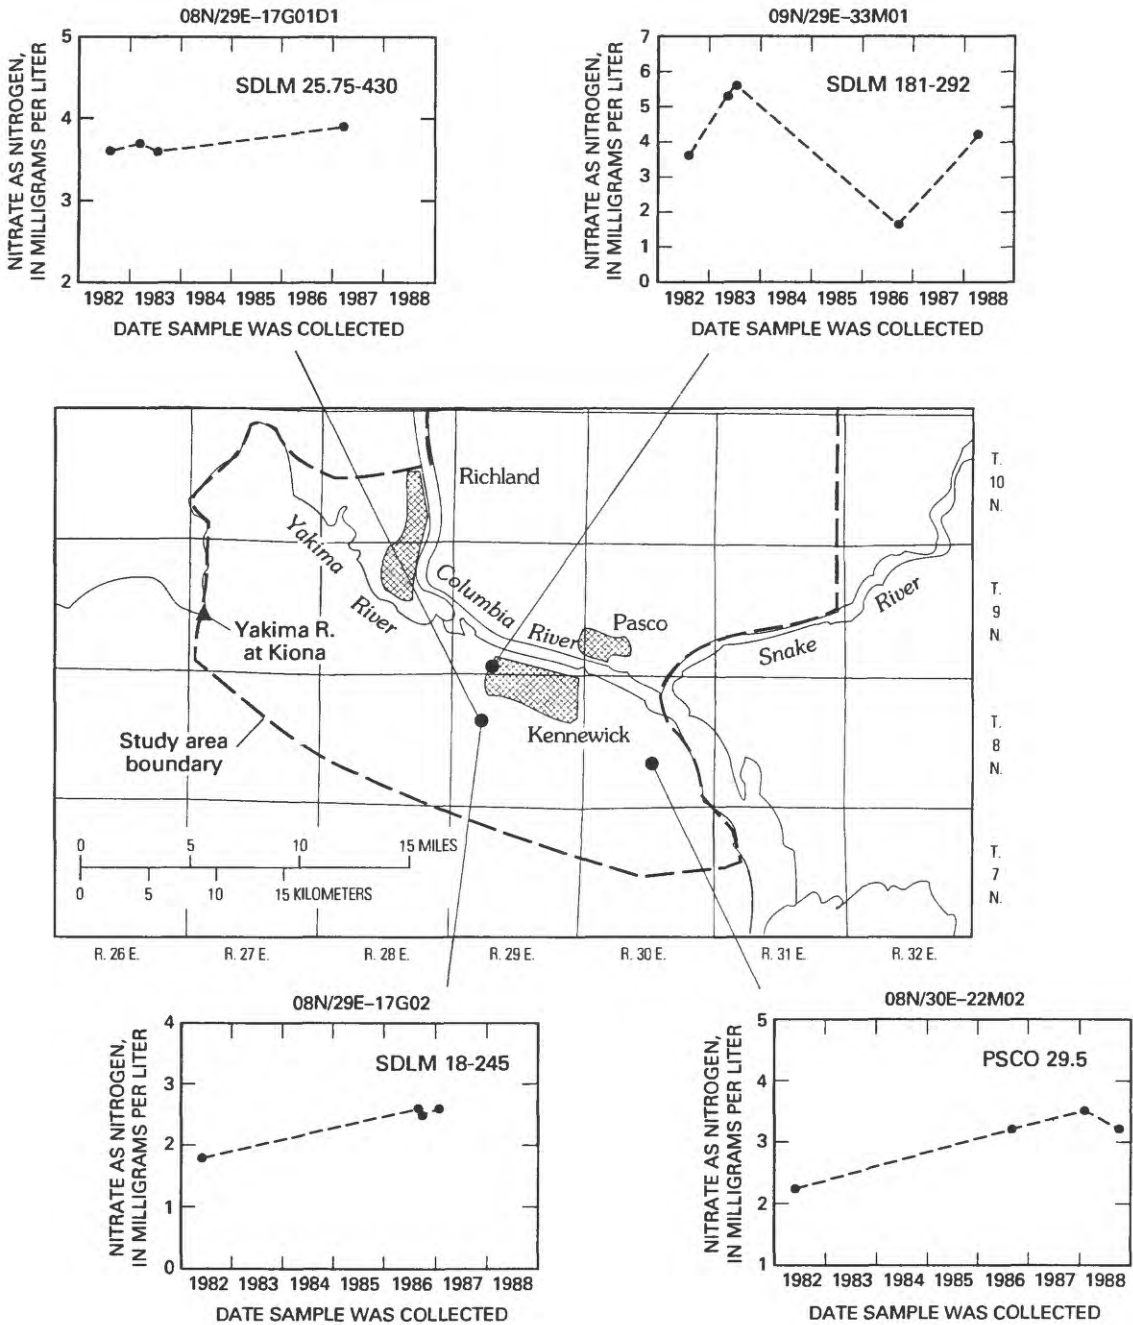 08N/29E–17G01D1
NITRATE AS NITROGEN,
IN MILLIGRAMS PER LITER
5
4
3
2
SDLM 25.75-430
1982 1983 1984 1985 1986 1987 1988
DATE SAMPLE WAS COLLECTED
09N/29E–33M01
NITRATE AS NITROGEN,
IN MILLIGRAMS PER LITER
7
6
5
4
3
2
1
0
SDLM 181-292
1982 1983 1984 1985 1986 1987 1988
DATE SAMPLE WAS COLLECTED
Richland
Yakima
River
Columbia
River
Pasco
Snake
River
Yakima R.
at Kiona
Kennewick
Study area
boundary
0 5 10 15 MILES
0 5 10 15 KILOMETERS
T.
10
N.
T.
9
N.
T.
8
N.
T.
7
N.
R. 26 E. R. 27 E. R. 28 E. R. 29 E. R. 30 E. R. 31 E. R. 32 E.
08N/29E–17G02
NITRATE AS NITROGEN,
IN MILLIGRAMS PER LITER
4
3
2
1
0
SDLM 18-245
1982 1983 1984 1985 1986 1987 1988
DATE SAMPLE WAS COLLECTED
08N/30E–22M02
NITRATE AS NITROGEN,
IN MILLIGRAMS PER LITER
5
4
3
2
1
PSCO 29.5
1982 1983 1984 1985 1986 1987 1988
DATE SAMPLE WAS COLLECTED